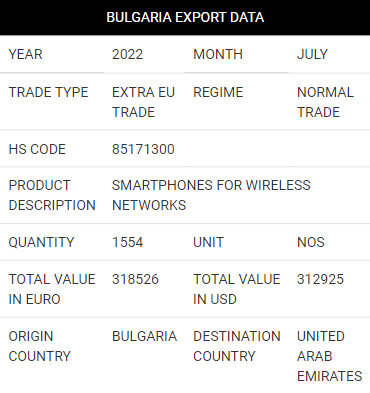 BULGARIA EXPORT DATA
YEAR 2022 MONTH JULY
TRADE TYPE EXTRA EU TRADE REGIME NORMAL TRADE
HS CODE 85171300
PRODUCT DESCRIPTION SMARTPHONES FOR WIRELESS NETWORKS
QUANTITY 1554 UNIT NOS
TOTAL VALUE IN EURO 318526 TOTAL VALUE IN USD 312925
ORIGIN COUNTRY BULGARIA DESTINATION COUNTRY UNITED ARAB EMIRATES